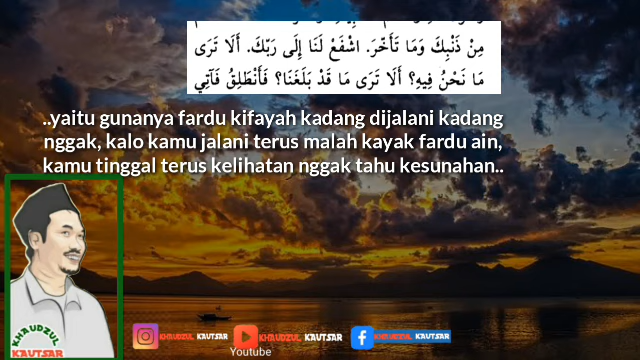 مِنْ ذَنْبِكَ وَمَا تَأَخَّرَ. اشْفَعْ لَنَا إِلَى رَبِّكَ. أَلَا تَرَى
مَا نَحْنُ فِيهِ؟ أَلَا تَرَى مَا قَدْ بَلَغَنَا؟ فَأَنْطَلِقُ فَآتِي
..yaitu gunanya fardu kifayah kadang dijalani kadang
nggak, kalo kamu jalani terus malah kayak fardu ain,
kamu tinggal terus kelihatan nggak tahu kesunahan..
KHAUDZUL
KAUTSAR
KHAUDZUL KAUTSAR
KHAUDZUL KAUTSAR
KHAUDZUL KAUTSAR
Youtube